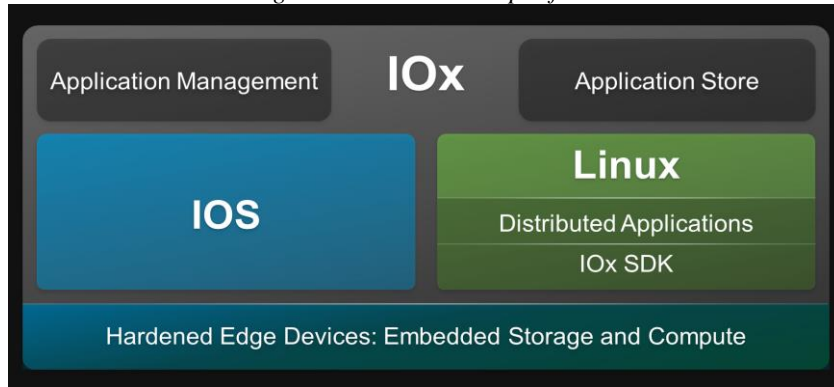 Application Management
IOx
Application Store
IOS
Linux
Distributed Applications
IOx SDK
Hardened Edge Devices: Embedded Storage and Compute